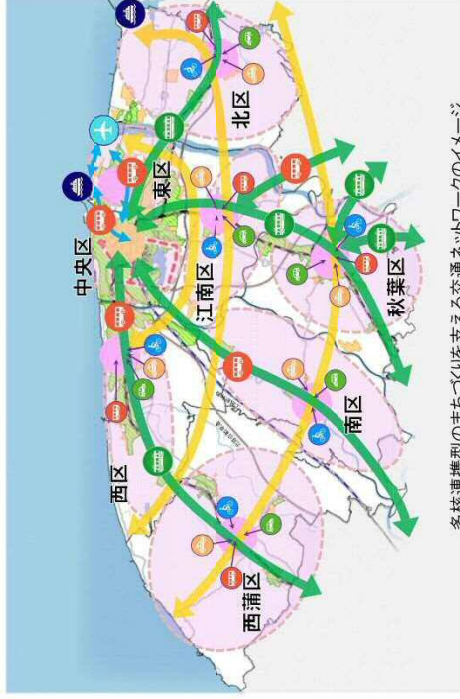 北区
東区
中央区
江南区
秋葉区
西区
南区
西蒲区
多核連携型のまちづくりを支える交通ネットワークのイメージ